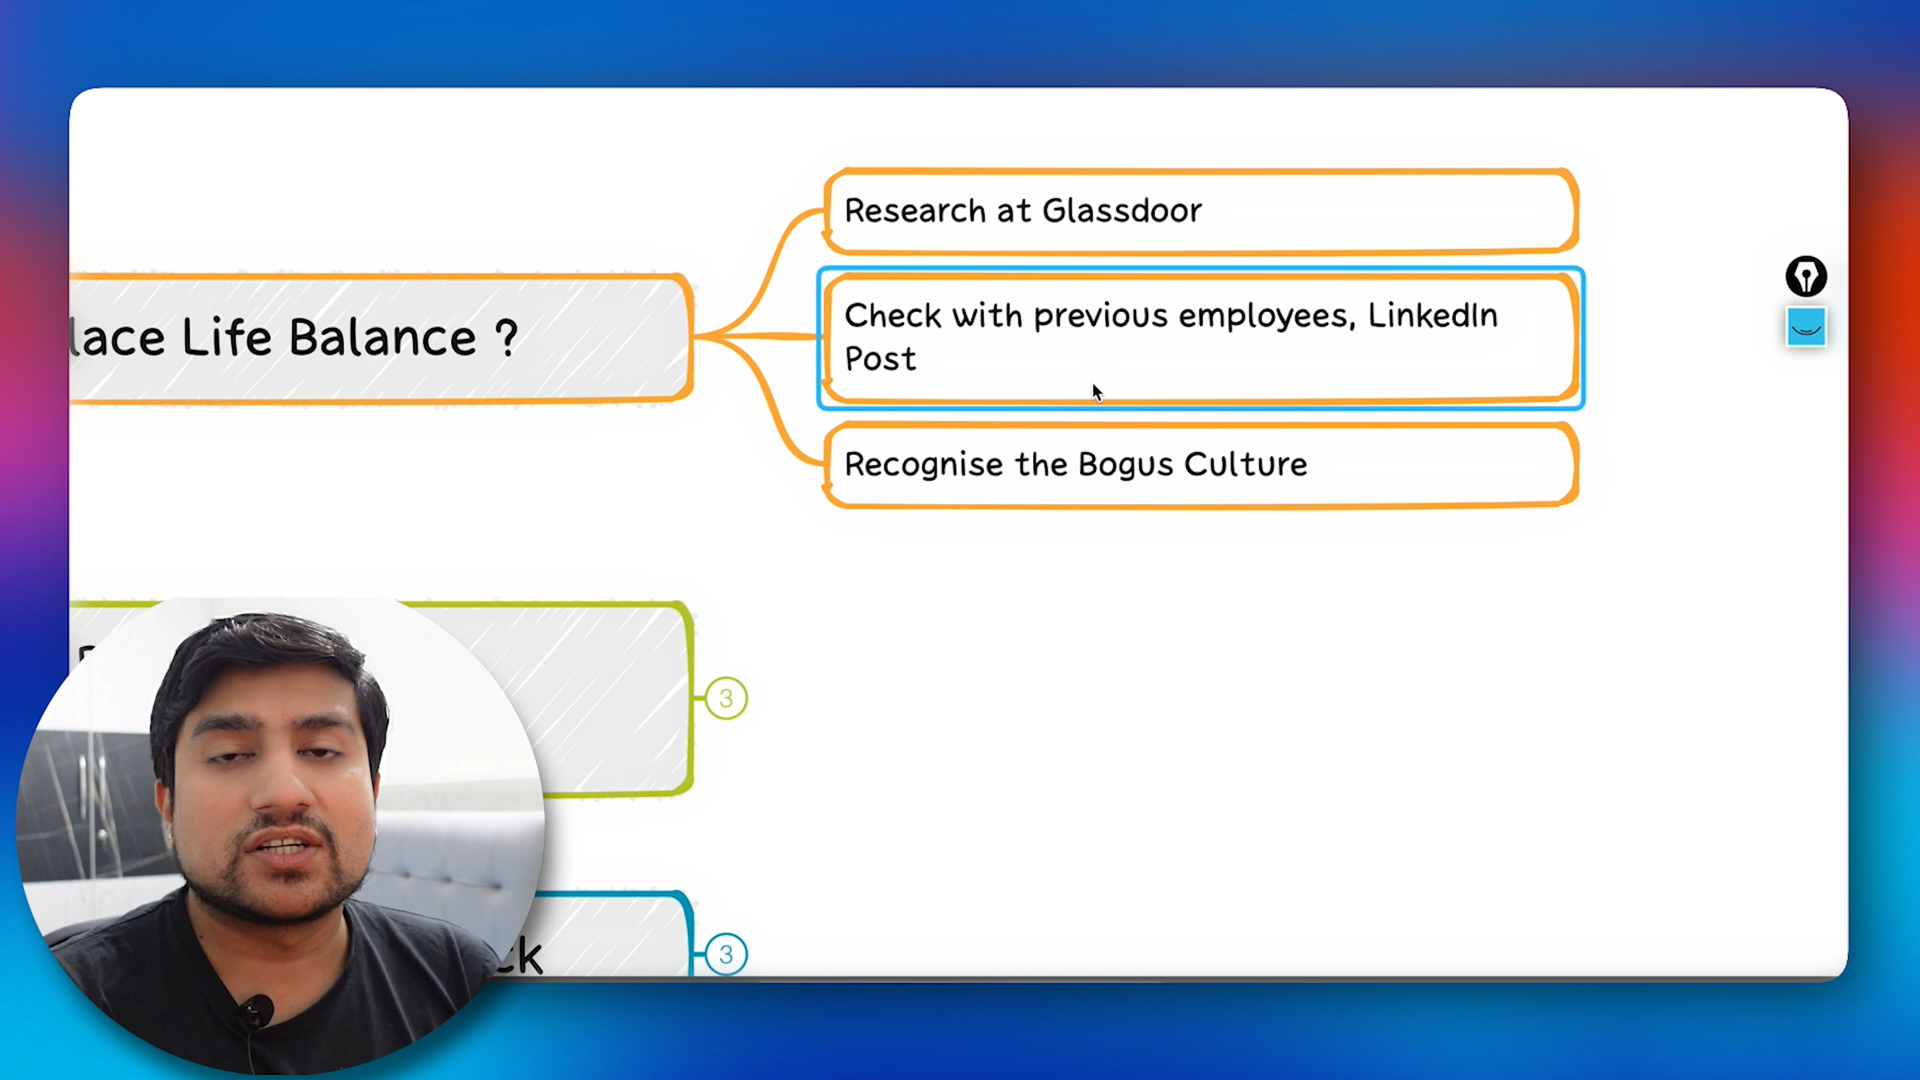 Research at Glassdoor
lace Life Balance ?
Check with previous employees, LinkedIn
Post
Recognise the Bogus Culture
3
ck
3